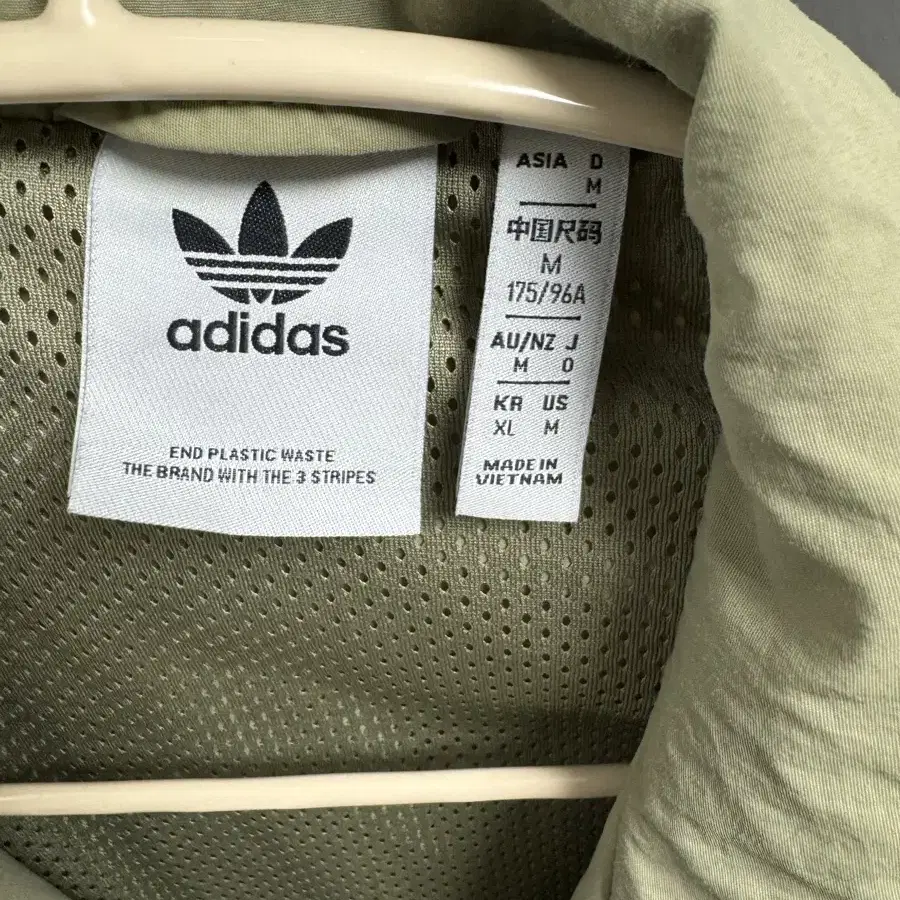 adidas
END PLASTIC WASTE
THE BRAND WITH THE 3 STRIPES
ASIA D
M
中国尺码
M
175/96A
AU/NZ J
M O
KR US
XL M
MADE IN
VIETNAM